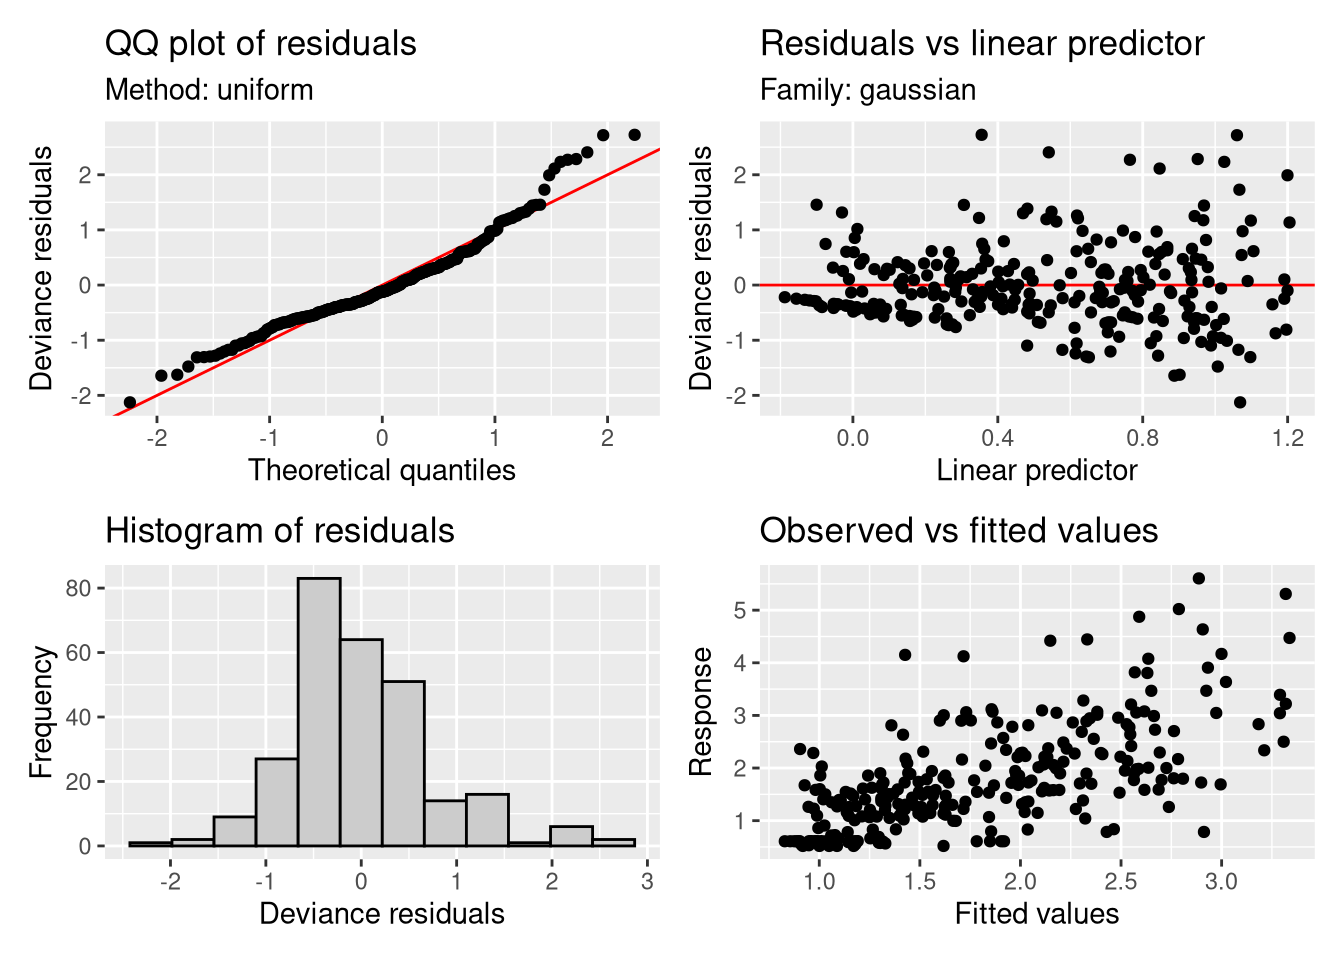 QQ plot of residuals
Method: uniform
Deviance residuals
2
1
0
-1
-2
-2 -1 0 1 2
Theoretical quantiles
Residuals vs linear predictor
Family: gaussian
Deviance residuals
2
1
0
-1
-2
0.0 0.4 0.8 1.2
Linear predictor
Histogram of residuals
Frequency
80
60
40
20
0
-2 -1 0 1 2 3
Deviance residuals
Observed vs fitted values
Response
5
4
3
2
1
1.0 1.5 2.0 2.5 3.0
Fitted values